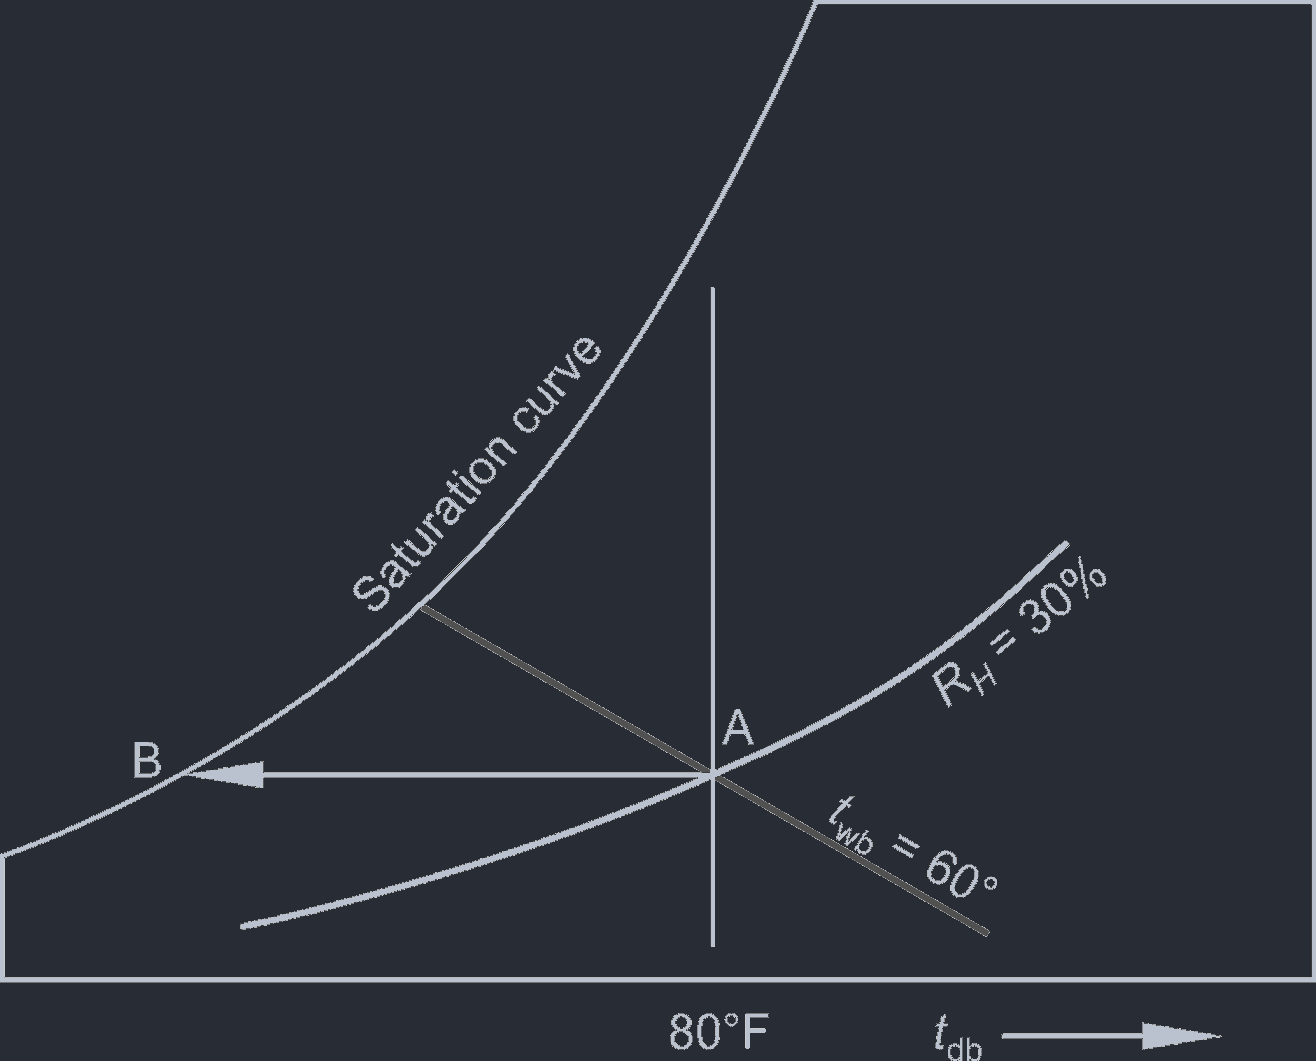 Saturation curve
R_H = 30%
A
B
t_wb = 60°
80°F
t_db